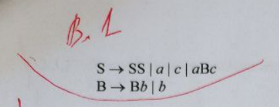 B. 1
S → SS | a | c | aBc
B → Bb | b